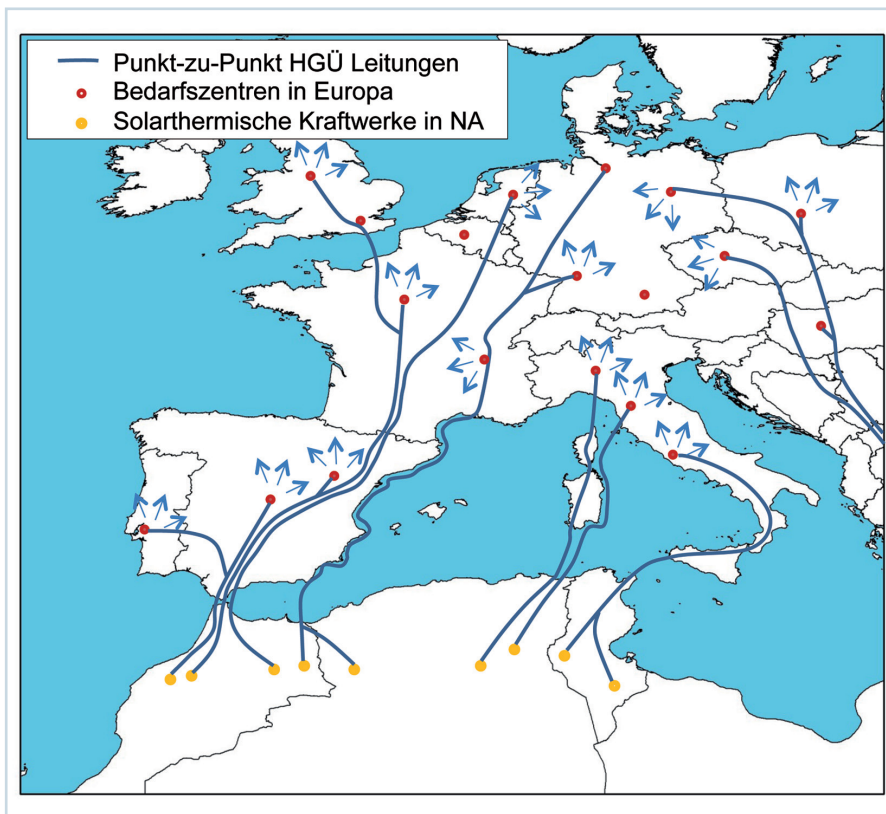 Punkt-zu-Punkt HGÜ Leitungen
Bedarfszentren in Europa
Solarthermische Kraftwerke in NA